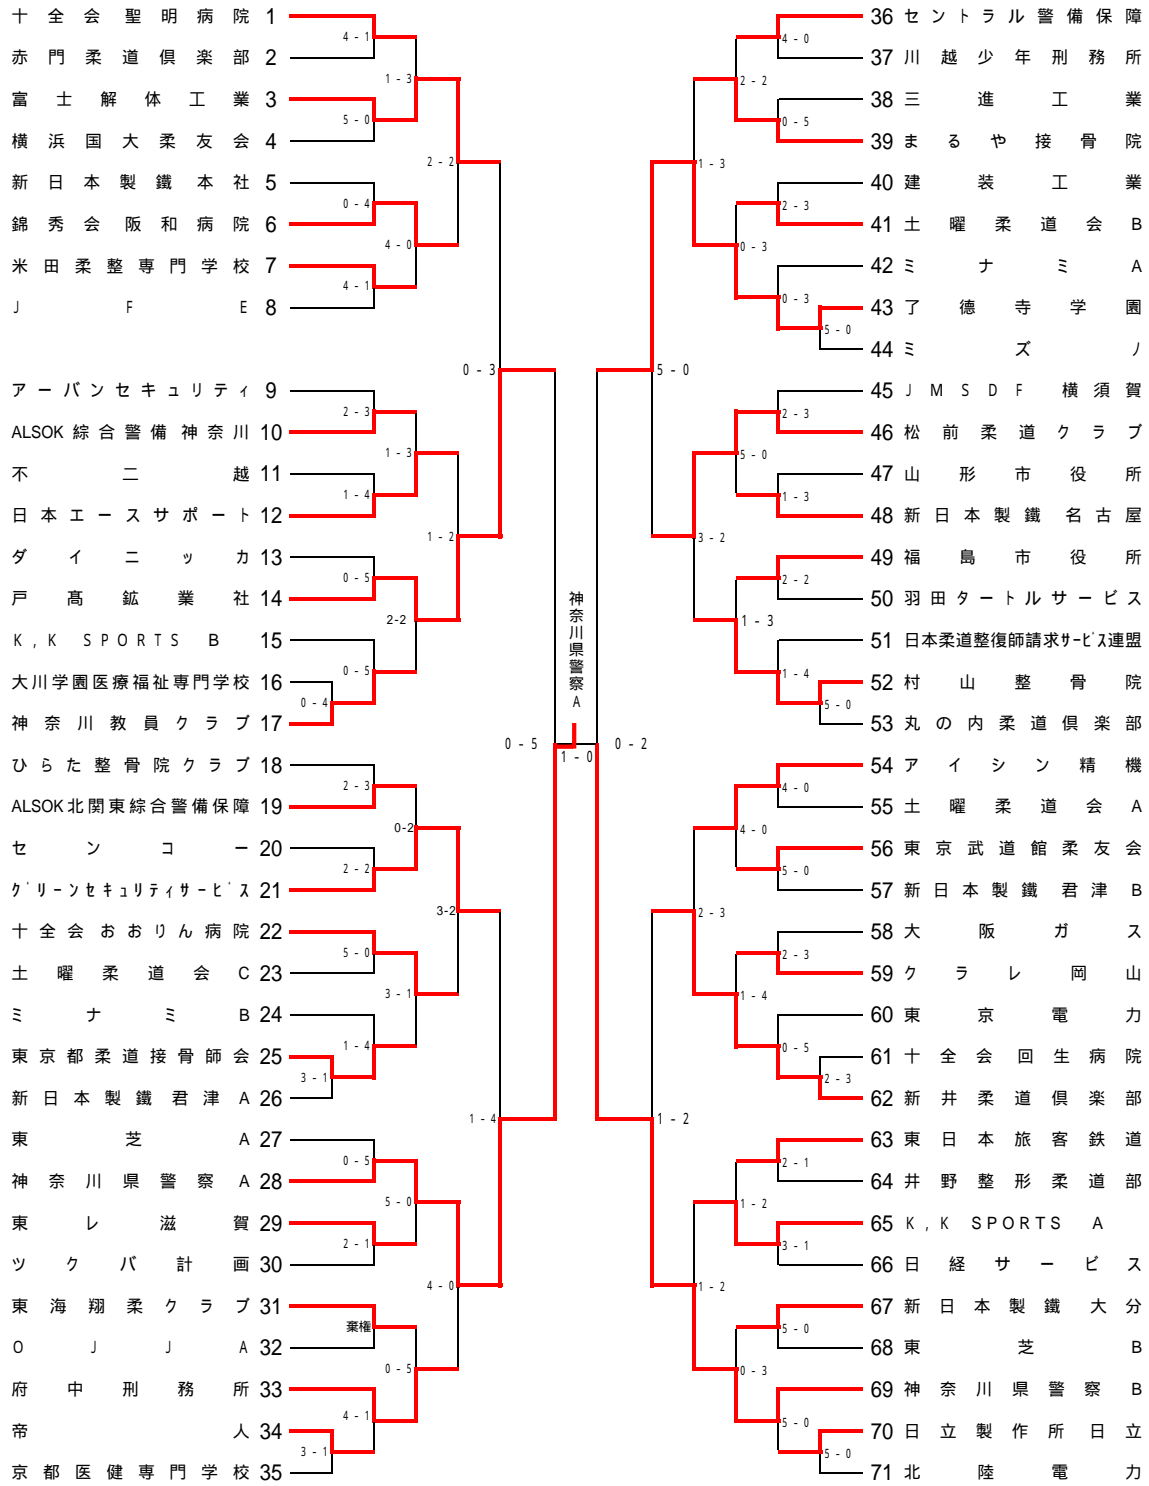 十全会聖明病院 1
赤門柔道倶楽部 2
富士解体工業 3
横浜国大柔友会 4
新日本製鐵本社 5
錦秀会阪和病院 6
米田柔整専門学校 7
JFE 8
アーバンセキュリティ 9
ALSOK綜合警備神奈川 10
不二越 11
日本エースサポート 12
ダイニッカ 13
戸髙鉱業社 14
K,K SPORTS B 15
大川学園医療福祉専門学校 16
神奈川教員クラブ 17
ひらた整骨院クラブ 18
ALSOK北関東綜合警備保障 19
センコー 20
グリーンセキュリティサービス 21
十全会おおりん病院 22
土曜柔道会C 23
ミナミB 24
東京都柔道接骨師会 25
新日本製鐵君津A 26
東芝A 27
神奈川県警察A 28
東レ滋賀 29
ツクバ計画 30
東海翔柔クラブ 31
OJJA 32
府中刑務所 33
帝人 34
京都医健専門学校 35
4-1
5-0
0-4
4-1
2-3
1-4
0-5
0-4
0-5
2-3
2-2
5-0
3-1
1-4
0-5
2-1
棄権
3-1
4-1
1-3
4-0
1-3
2-2
0-2
3-1
5-0
0-5
2-2
1-2
3-2
4-0
0-3
1-4
0-5
神奈川県警察A
1-0
0-2
5-0
1-2
1-3
3-2
2-3
1-2
2-2
0-3
5-0
1-3
4-0
1-4
1-2
0-3
4-0
0-5
2-3
0-3
5-0
2-3
1-3
2-2
1-4
5-0
4-0
5-0
2-3
0-5
2-3
2-1
3-1
5-0
5-0
5-0
36 セントラル警備保障
37 川越少年刑務所
38 三進工業
39 まるや接骨院
40 建装工業
41 土曜柔道会B
42 ミナミA
43 了徳寺学園
44 ミズノ
45 JMSDF 横須賀
46 松前柔道クラブ
47 山形市役所
48 新日本製鐵名古屋
49 福島市役所
50 羽田タートルサービス
51 日本柔道整復師請求サービス連盟
52 村山整骨院
53 丸の内柔道倶楽部
54 アイシン精機
55 土曜柔道会A
56 東京武道館柔友会
57 新日本製鐵君津B
58 大阪ガス
59 クラレ岡山
60 東京電力
61 十全会回生病院
62 新井柔道倶楽部
63 東日本旅客鉄道
64 井野整形柔道部
65 K,K SPORTS A
66 日経サービス
67 新日本製鐵大分
68 東芝B
69 神奈川県警察B
70 日立製作所日立
71 北陸電力